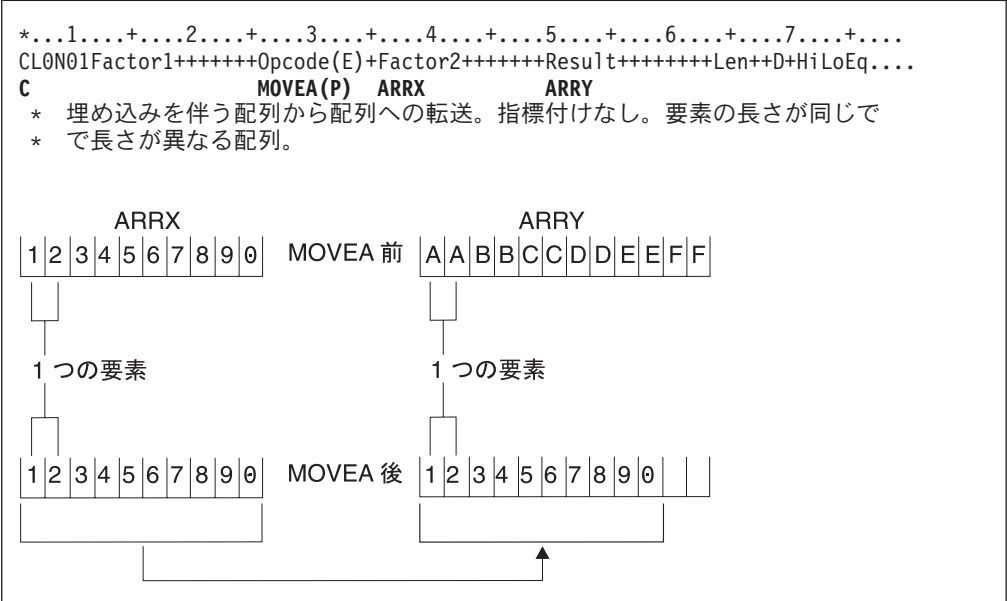 *...1....+....2....+....3....+....4....+....5....+....6....+....7....+....
CL0N01Factor1+++++++Opcode(E)+Factor2+++++++Result++++++++Len++D+HiLoEq....
C                   MOVEA(P)  ARRX          ARRY
 *  埋め込みを伴う配列から配列への転送。指標付けなし。要素の長さが同じで
 *  で長さが異なる配列。
ARRX ARRY
1 2 3 4 5 6 7 8 9 0 MOVEA 前 A A B B C C D D E E F F
1 つの要素 1 つの要素
1 2 3 4 5 6 7 8 9 0 MOVEA 後 1 2 3 4 5 6 7 8 9 0